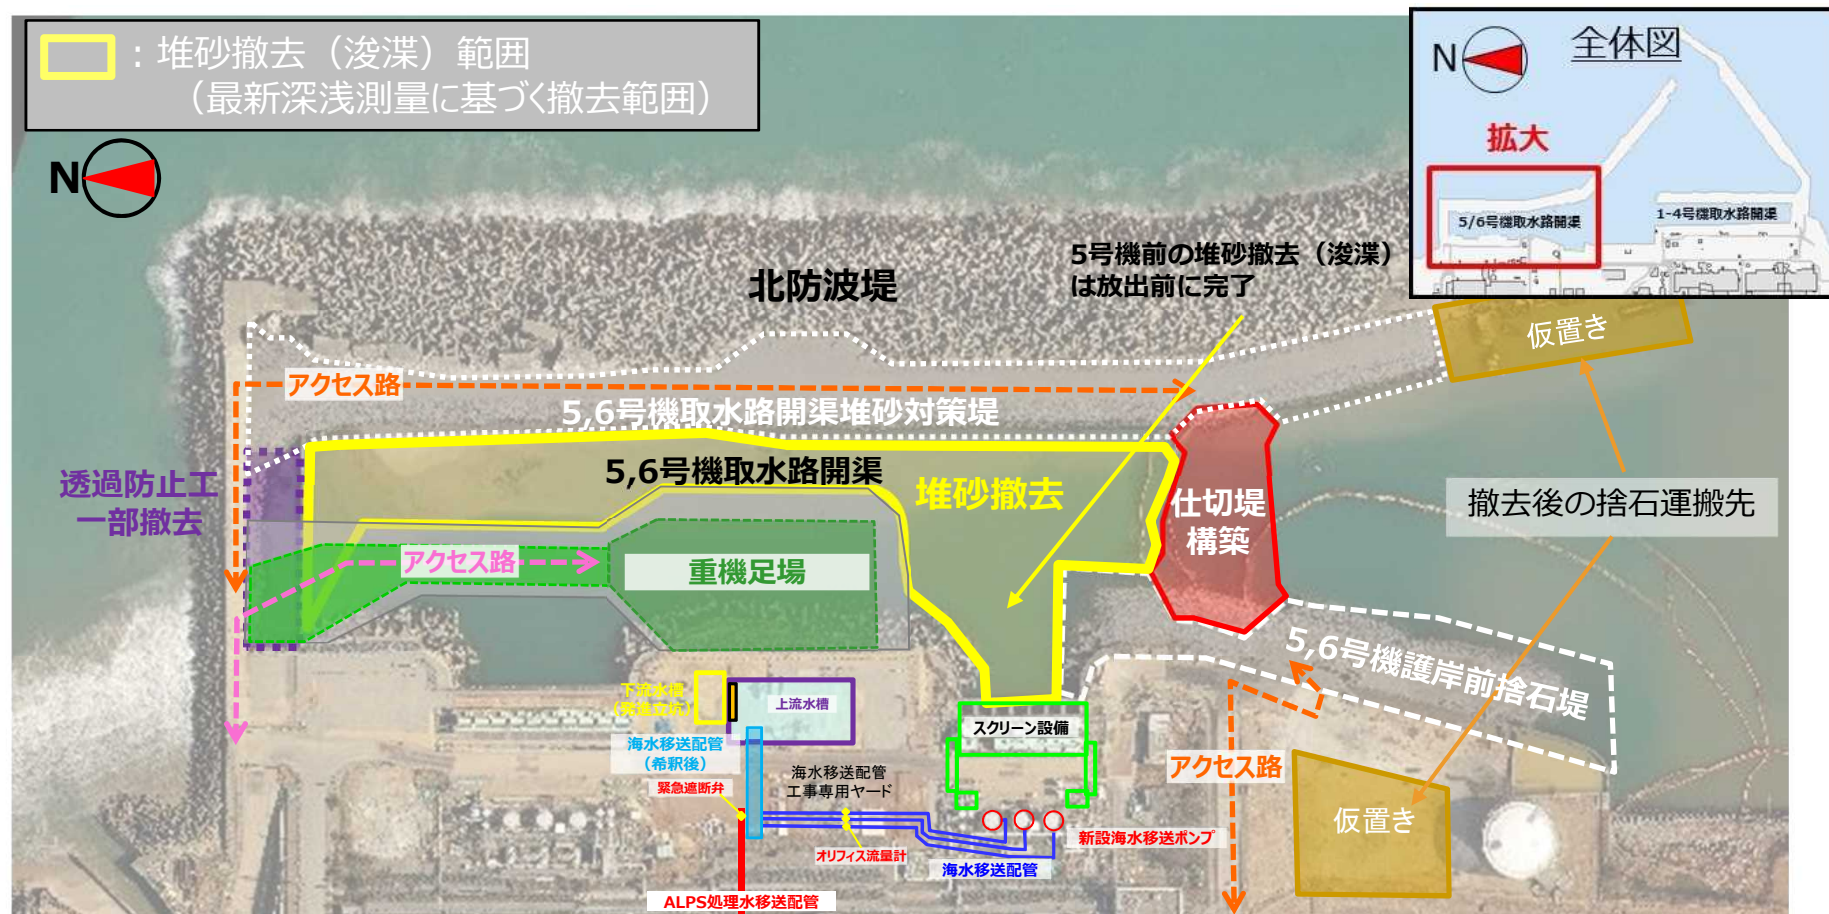 ：堆砂撤去（浚渫）範囲
（最新深浅測量に基づく撤去範囲）
N
N
全体図
拡大
5/6号機取水路開渠
1-4号機取水路開渠
5号機前の堆砂撤去（浚渫）
は放出前に完了
北防波堤
仮置き
アクセス路
5,6号機取水路開渠堆砂対策堤
5,6号機取水路開渠
透過防止工
一部撤去
堆砂撤去
仕切堤
構築
撤去後の捨石運搬先
アクセス路
重機足場
5,6号機護岸前捨石堤
下流水槽
（発進立坑）
上流水槽
スクリーン設備
海水移送配管
（希釈後）
海水移送配管
工事専用ヤード
アクセス路
緊急遮断弁
仮置き
オリフィス流量計
新設海水移送ポンプ
海水移送配管
ALPS処理水移送配管